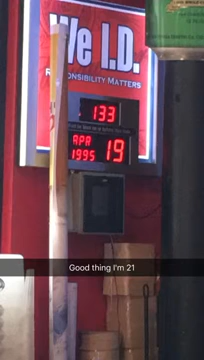 We I.D.
RESPONSIBILITY MATTERS
133
APR
1995 19
Good thing I'm 21